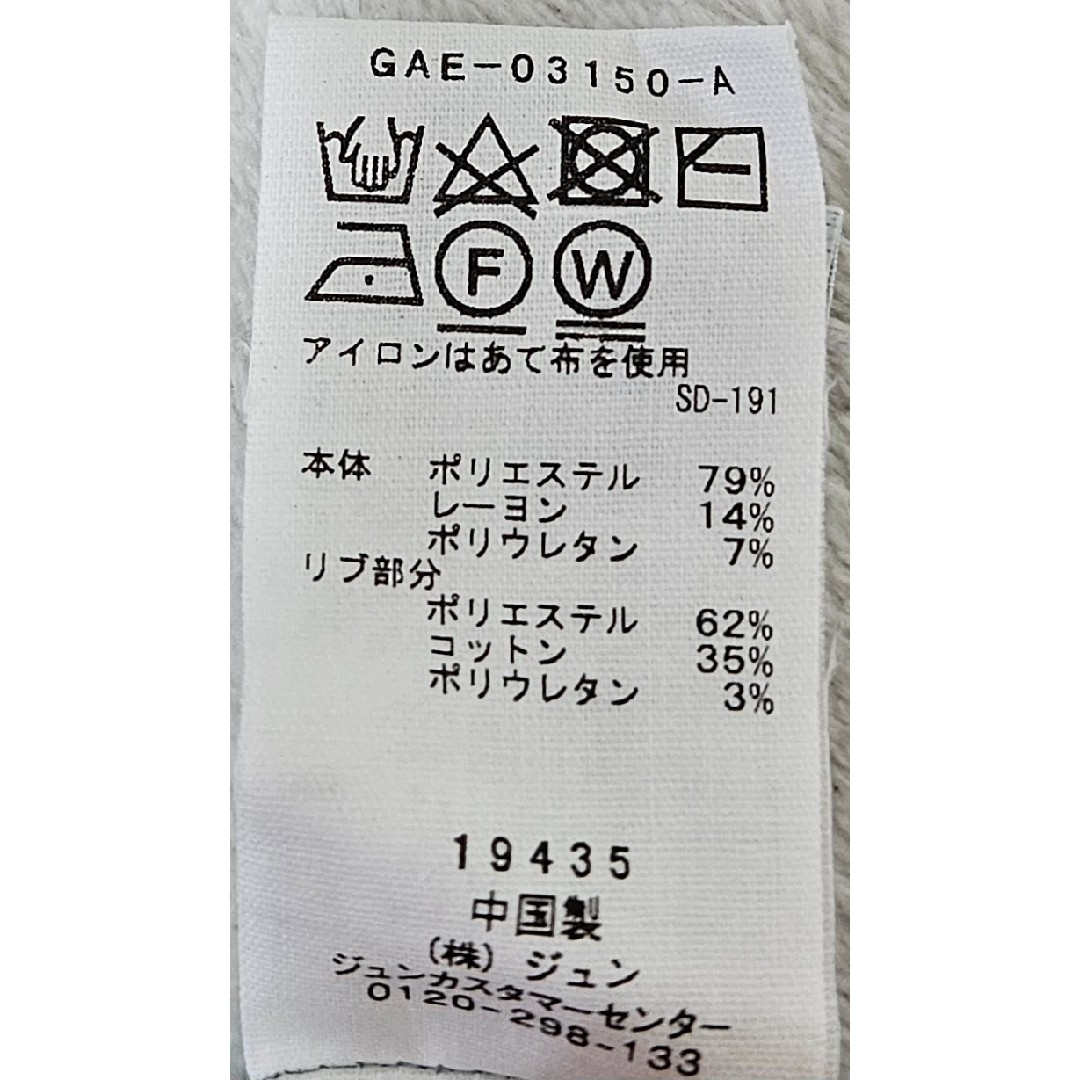 GAE-03150-A
F W
アイロンはあて布を使用
SD-191
本体 ポリエステル 79%
レーヨン 14%
ポリウレタン 7%
リブ部分
ポリエステル 62%
コットン 35%
ポリウレタン 3%
19435
中国製
(株) ジュン
ジュンカスタマーセンター
0120-298-133